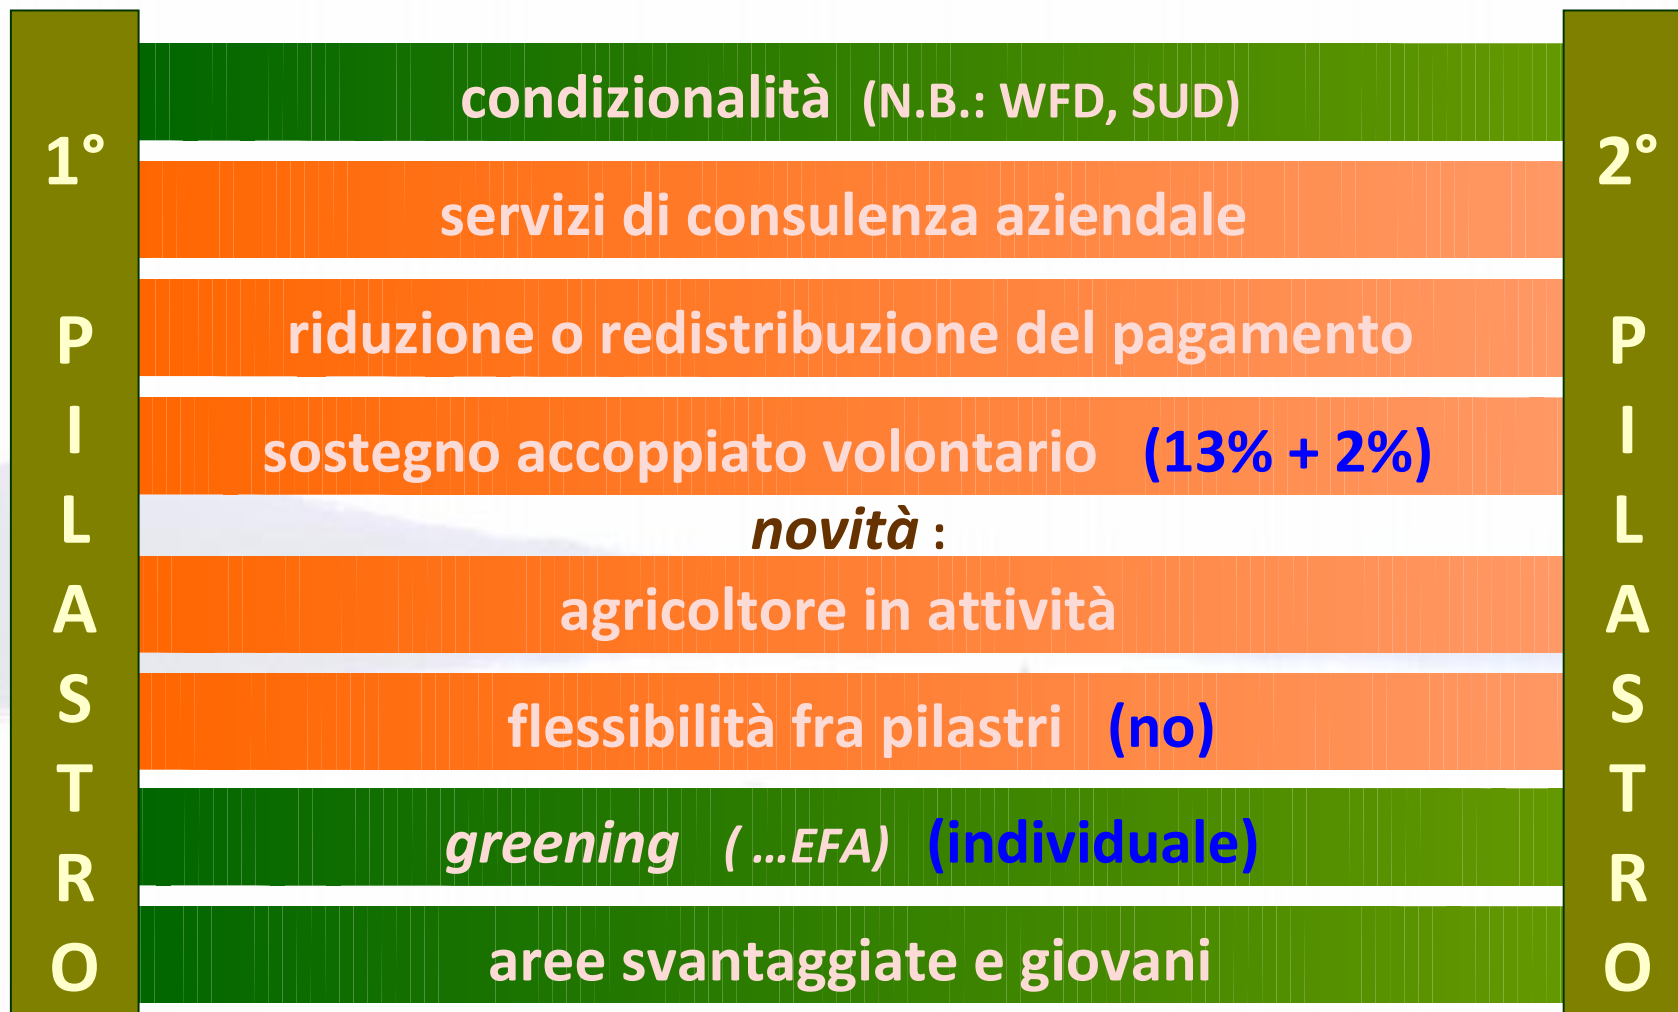 1° PILASTRO
condizionalità (N.B.: WFD, SUD)
servizi di consulenza aziendale
riduzione o redistribuzione del pagamento
sostegno accoppiato volontario (13% + 2%)
novità :
agricoltore in attività
flessibilità fra pilastri (no)
greening ( ...EFA) (individuale)
aree svantaggiate e giovani
2° PILASTRO